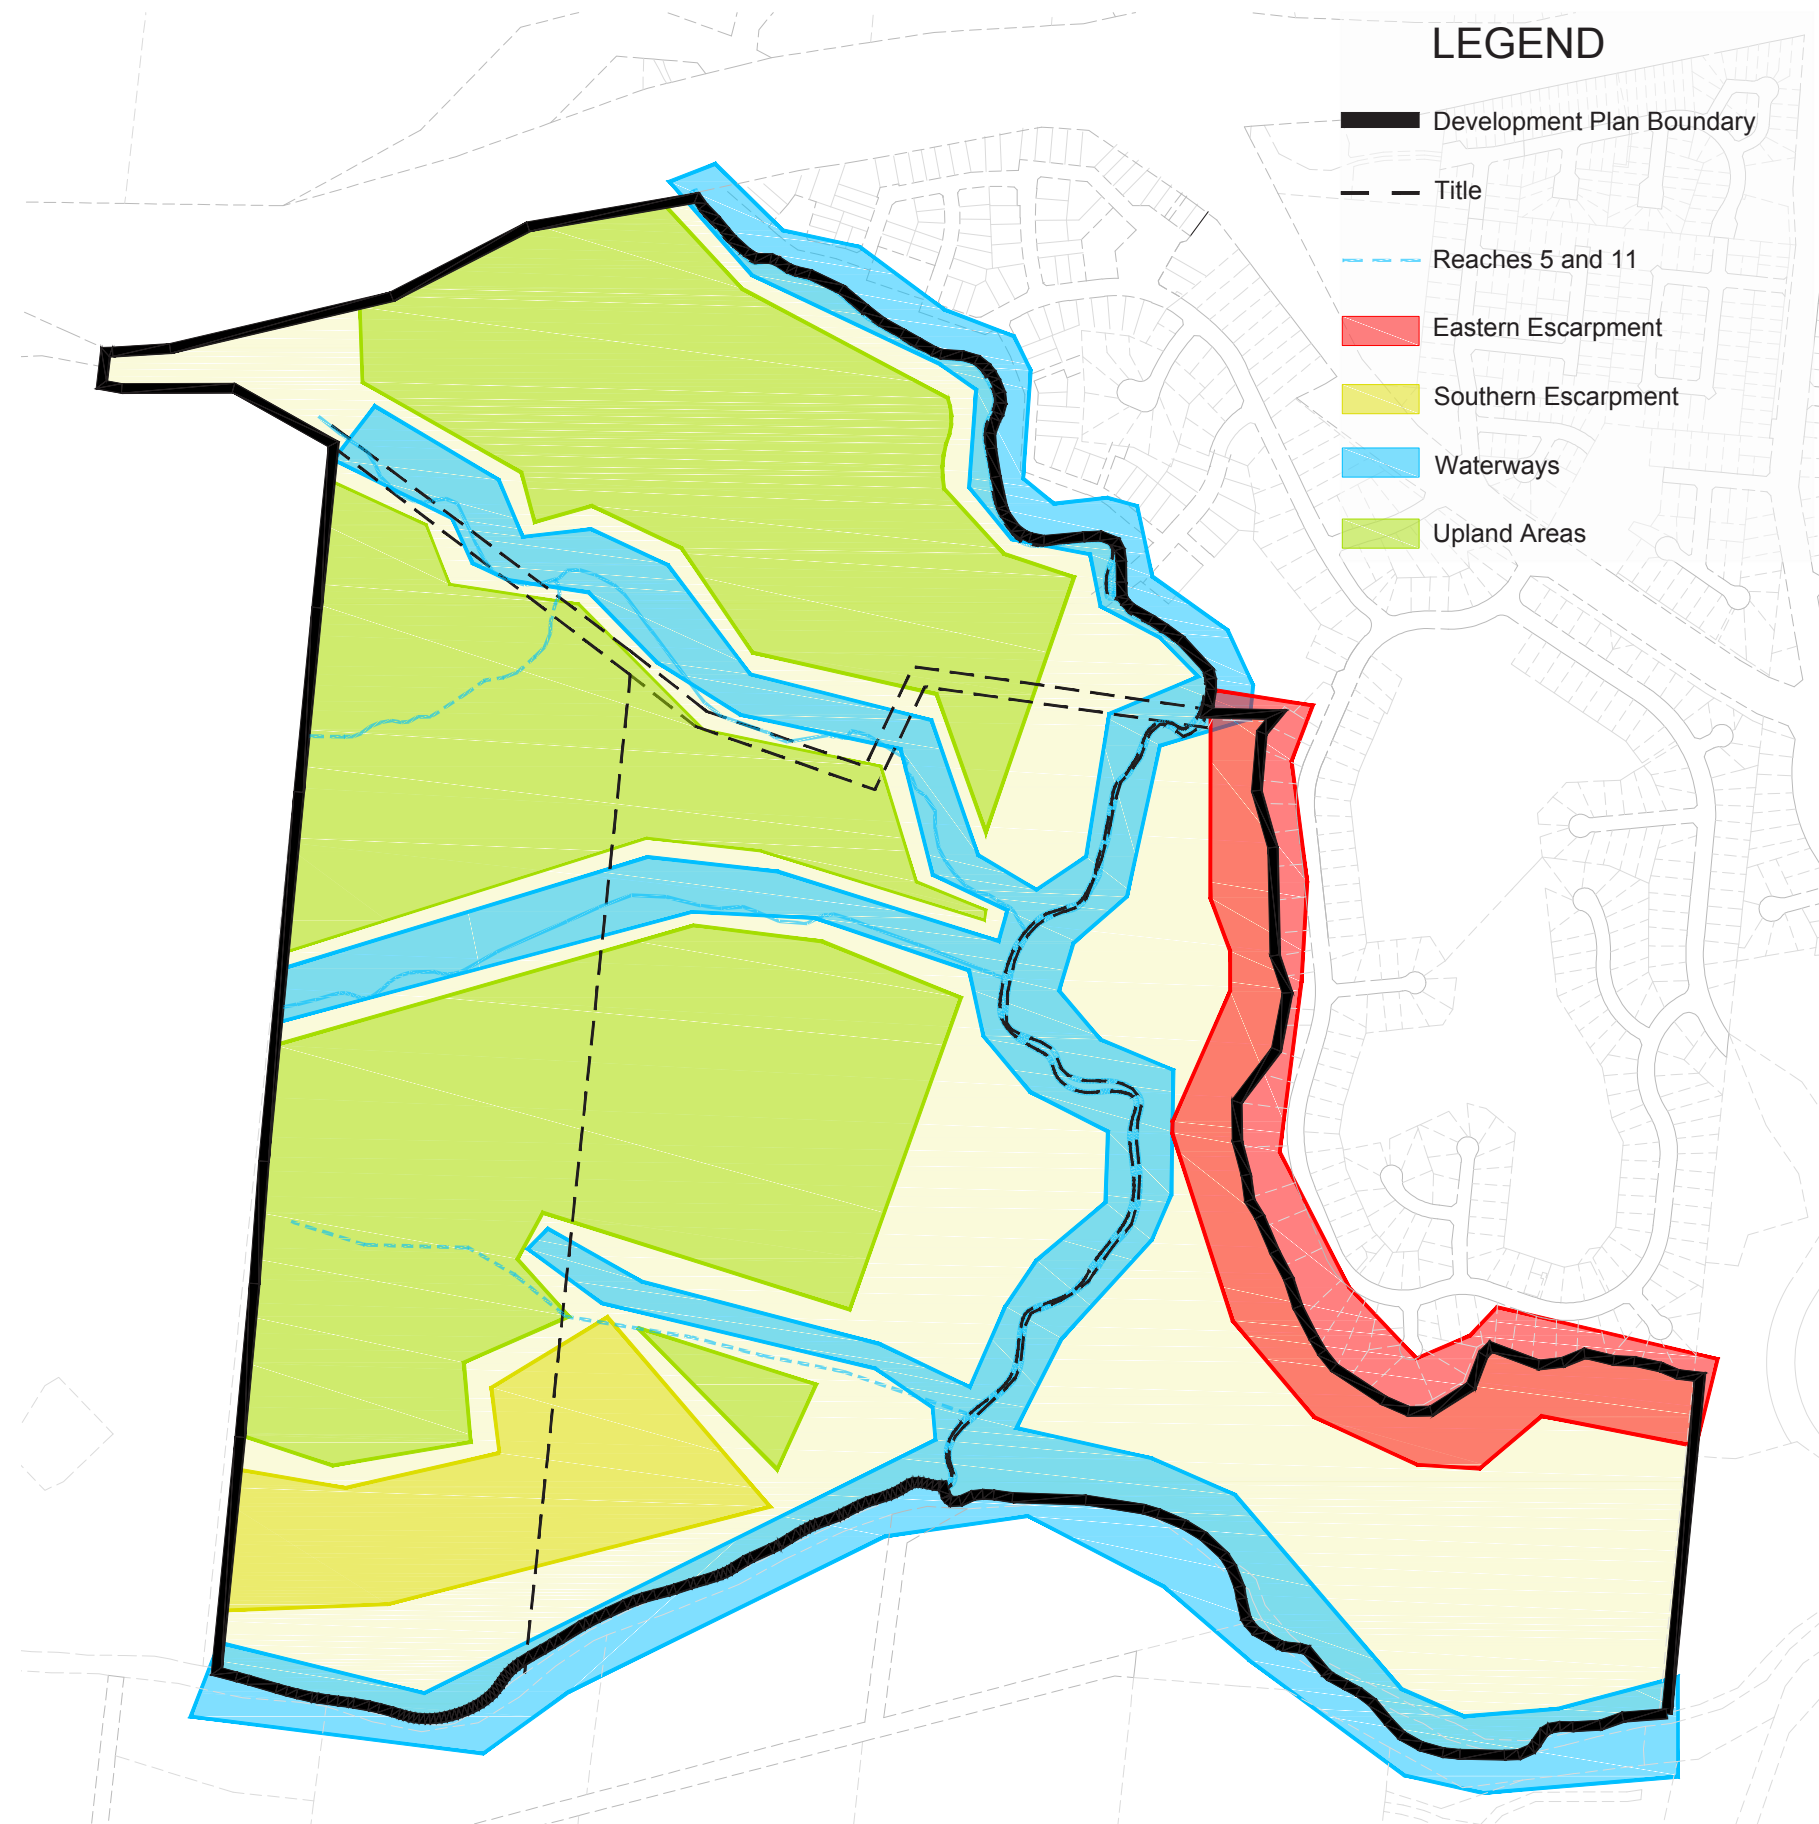 LEGEND
Development Plan Boundary
Title
Reaches 5 and 11
Eastern Escarpment
Southern Escarpment
Waterways
Upland Areas